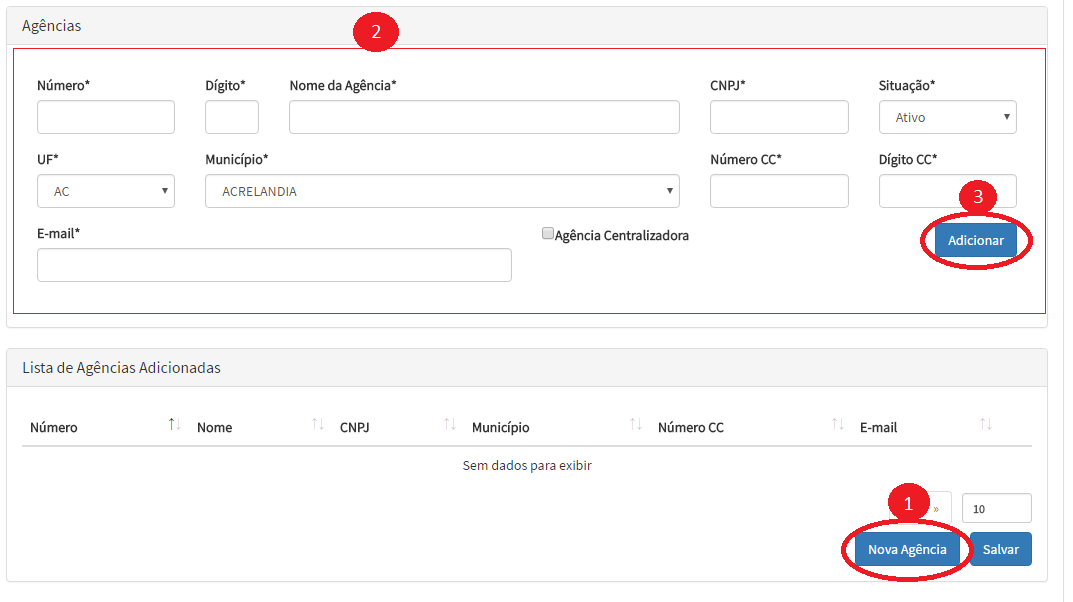 Agências
2
Número* Dígito* Nome da Agência* CNPJ* Situação*
Ativo
UF* Município* Número CC* Dígito CC*
AC ACRELANDIA
3
E-mail* Agência Centralizadora
Adicionar
Lista de Agências Adicionadas
Número Nome CNPJ Município Número CC E-mail
Sem dados para exibir
1 » 10
Nova Agência Salvar